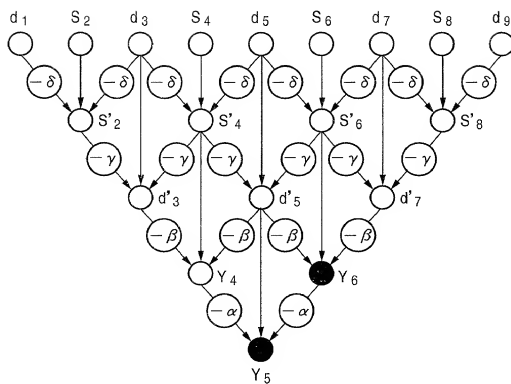 d₁ S₂ d₃ S₄ d₅ S₆ d₇ S₈ d₉
−δ −δ −δ −δ −δ −δ −δ −δ
S'₂ S'₄ S'₆ S'₈
−γ −γ −γ −γ −γ −γ
d'₃ d'₅ d'₇
−β −β −β −β
Y₄ Y₆
−α −α
Y₅